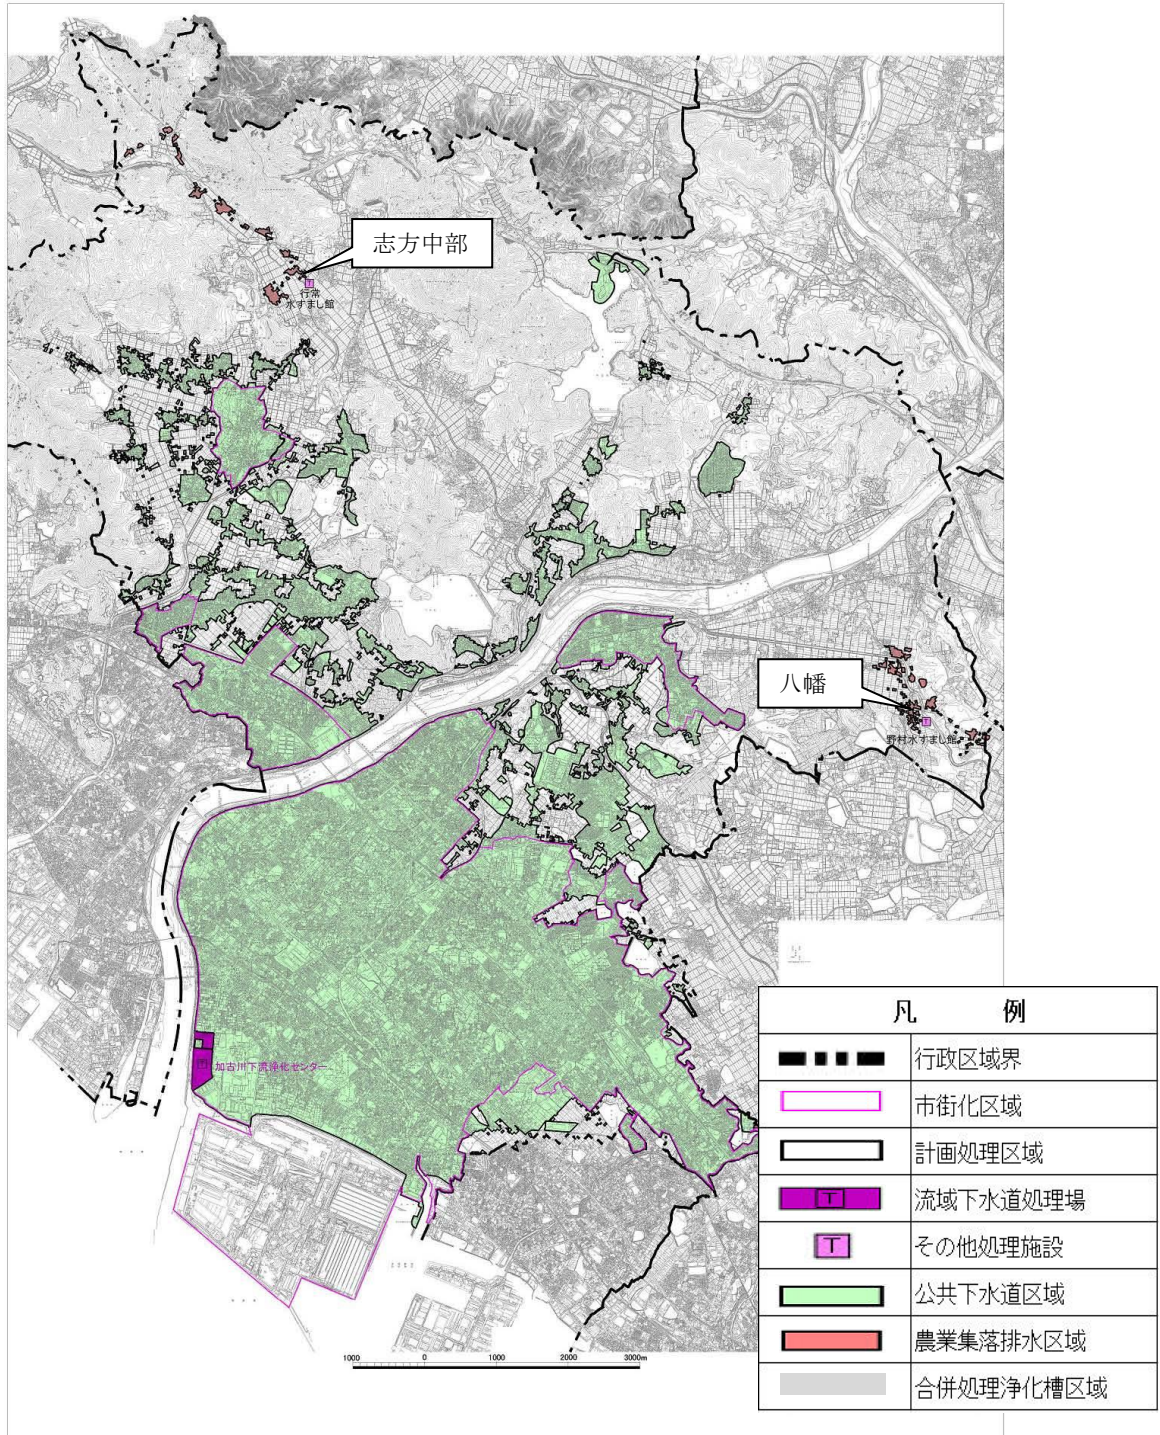 志方中部
T
行常
水すまし館
八幡
T
野村水すまし館
T
加古川下流浄化センター
凡 例
行政区域界
市街化区域
計画処理区域
T
流域下水道処理場
T
その他処理施設
公共下水道区域
農業集落排水区域
合併処理浄化槽区域
1000 0 1000 2000 3000m